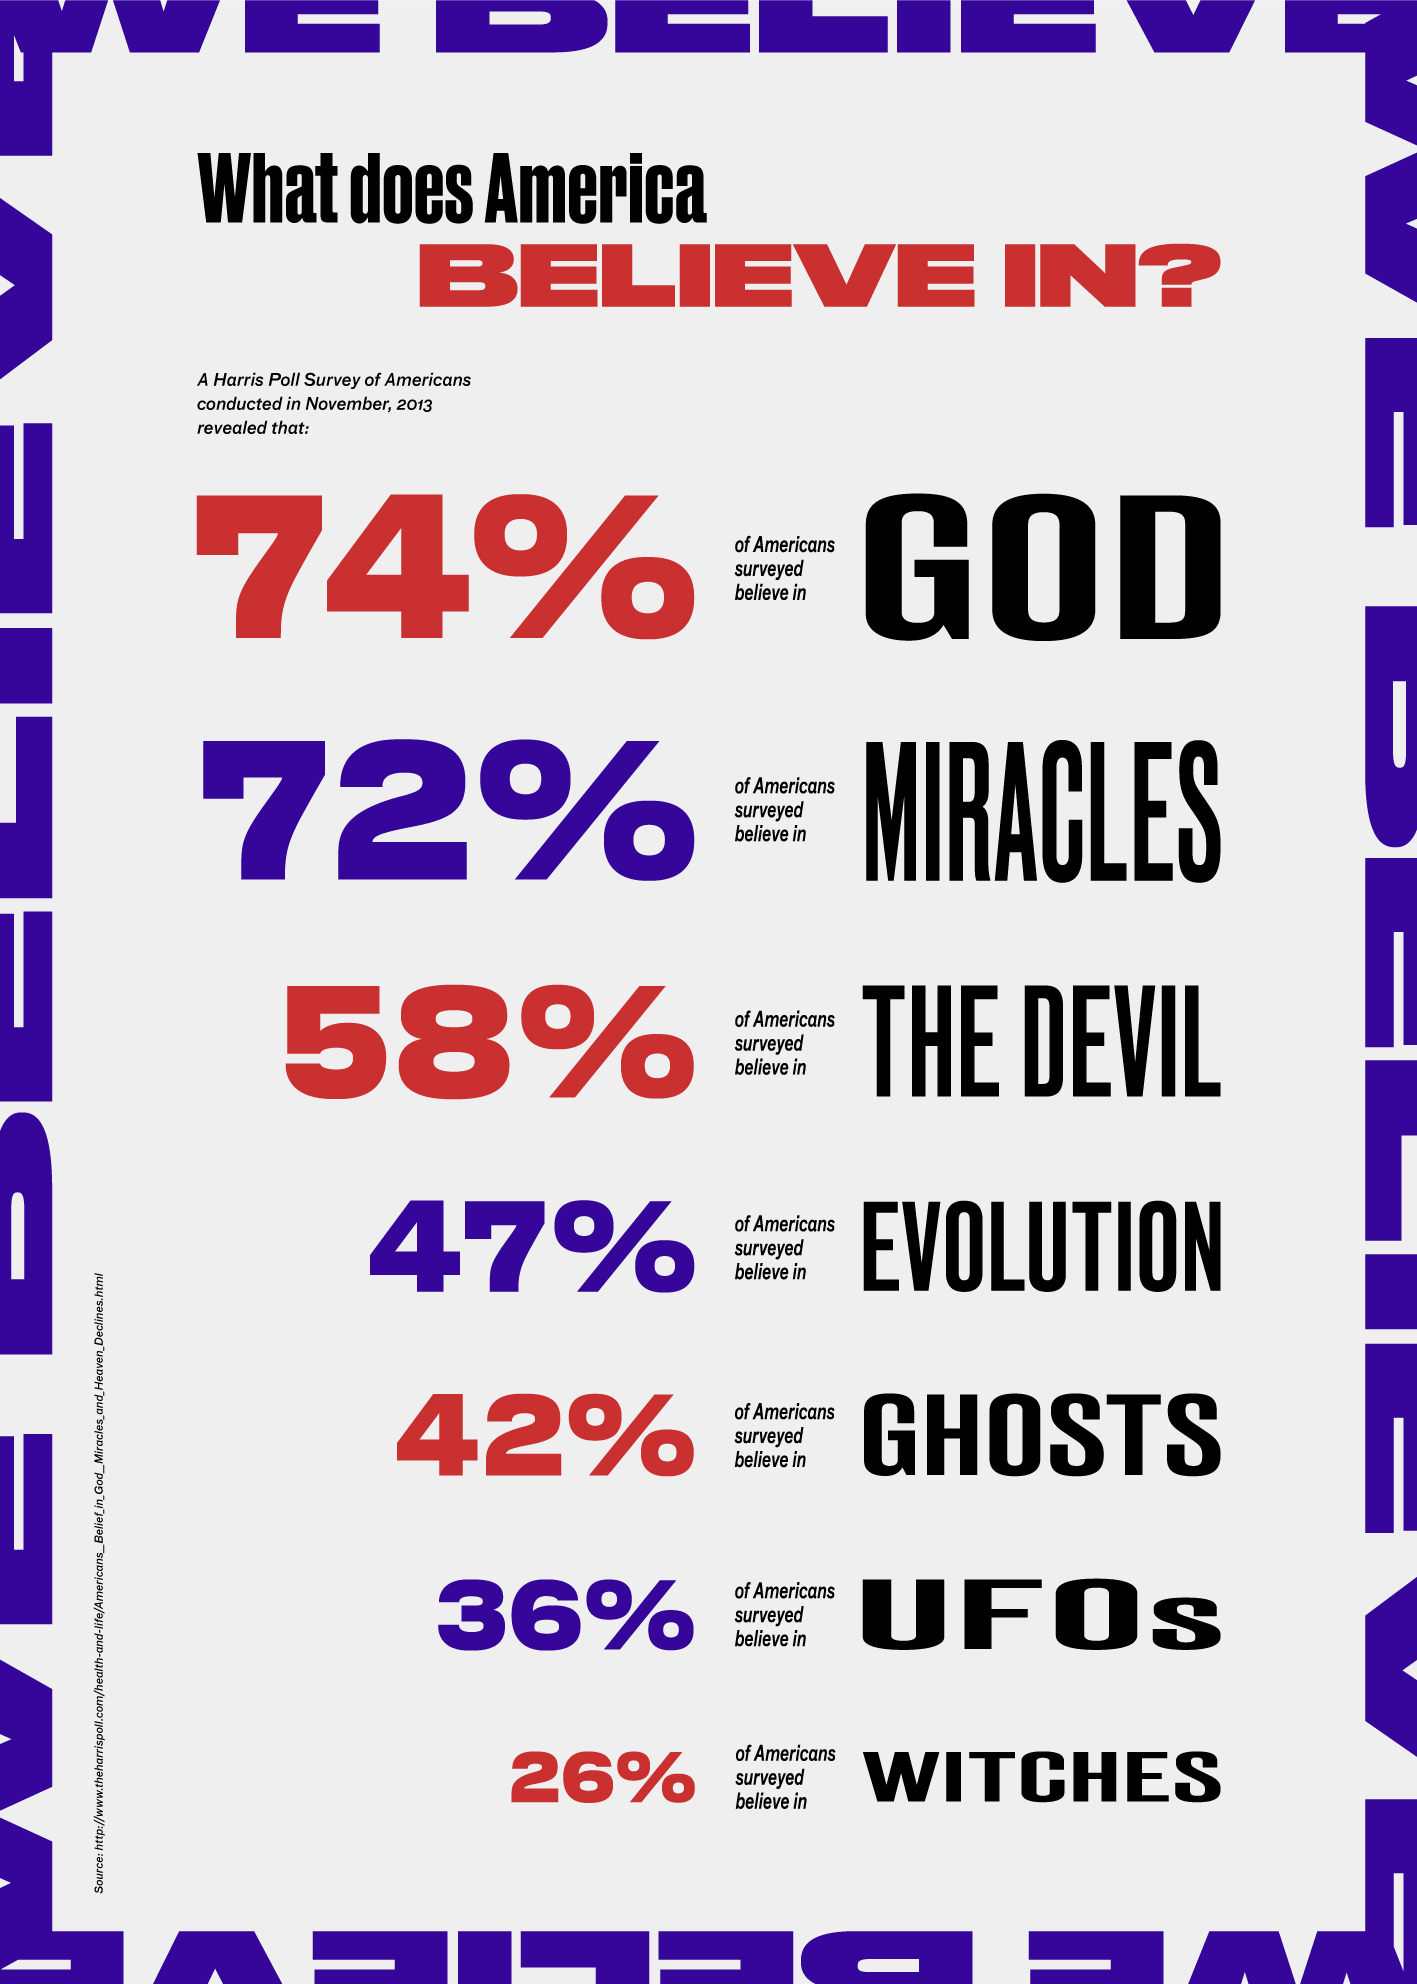 WE BELIEVE
What does America
BELIEVE IN?
A Harris Poll Survey of Americans
conducted in November, 2013
revealed that:
74%
of Americans
surveyed
believe in
GOD
72%
of Americans
surveyed
believe in
MIRACLES
58%
of Americans
surveyed
believe in
THE DEVIL
47%
of Americans
surveyed
believe in
EVOLUTION
42%
of Americans
surveyed
believe in
GHOSTS
36%
of Americans
surveyed
believe in
UFOs
26%
of Americans
surveyed
believe in
WITCHES
Source: http://www.theharrispoll.com/health-and-life/Americans__Belief_in_God__Miracles_and_Heaven_Declines.html
WE BELIEVE
WE BELIEVE
WE BELIEVE